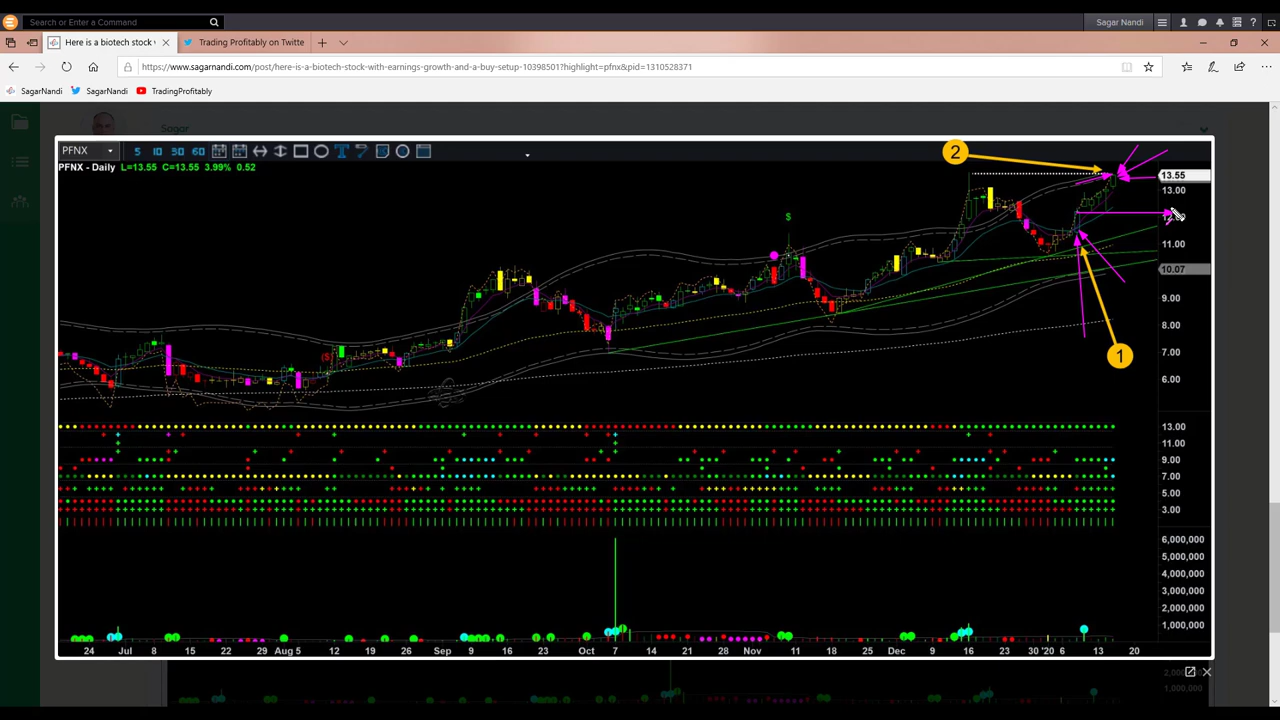 Search or Enter a Command
Sagar Nandi
Here is a biotech stock
Trading Profitably on Twitte
https://www.sagarnandi.com/post/here-is-a-biotech-stock-with-earnings-growth-and-a-buy-setup-10398501?highlight=pfnx&pid=1310528371
SagarNandi
SagarNandi
TradingProfitably
Sagar
PFNX
5 10 30 60
PFNX - Daily L=13.55 C=13.55 3.99% 0.52
2
13.55
13.00
$
11.00
10.07
9.00
8.00
($)
7.00
1
6.00
13.00
11.00
9.00
7.00
5.00
3.00
6,000,000
5,000,000
4,000,000
3,000,000
2,000,000
1,000,000
24 Jul 8 15 22 29 Aug 5 12 19 26 Sep 9 16 23 Oct 7 14 21 28 Nov 11 18 25 Dec 9 16 23 30 '20 6 13 20
1,000,000